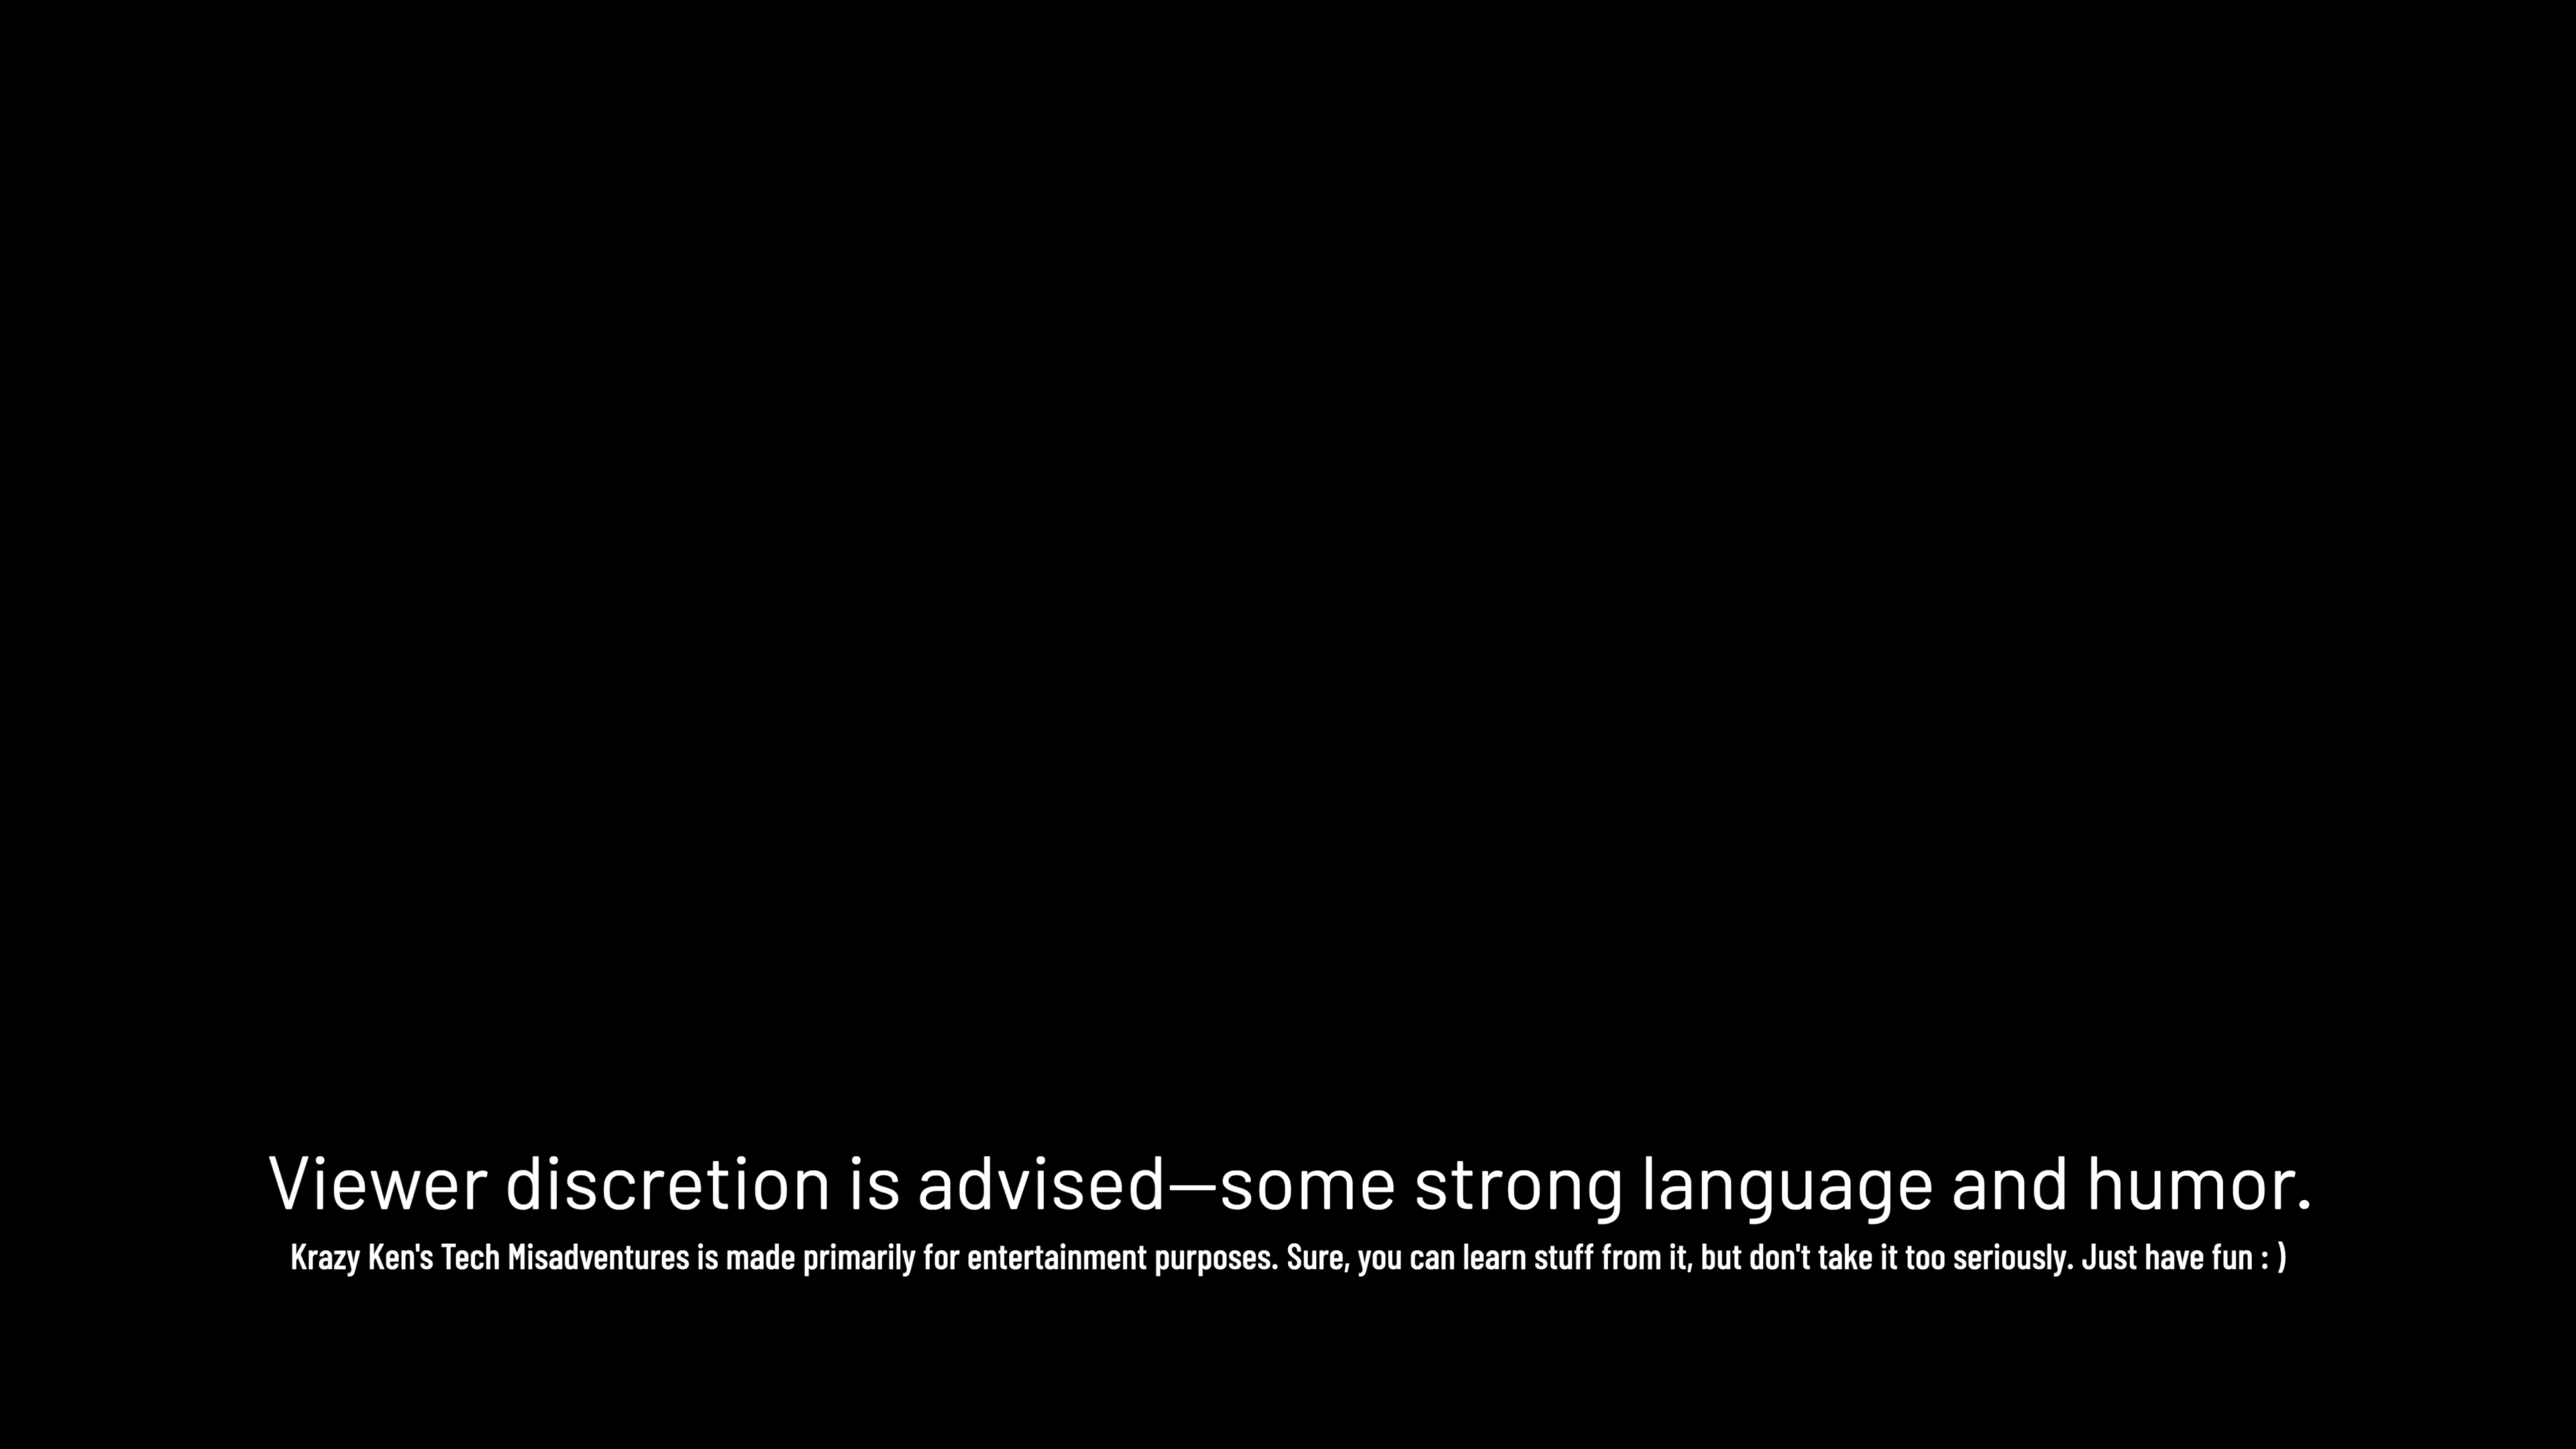 Viewer discretion is advised—some strong language and humor.
Krazy Ken's Tech Misadventures is made primarily for entertainment purposes. Sure, you can learn stuff from it, but don't take it too seriously. Just have fun : )